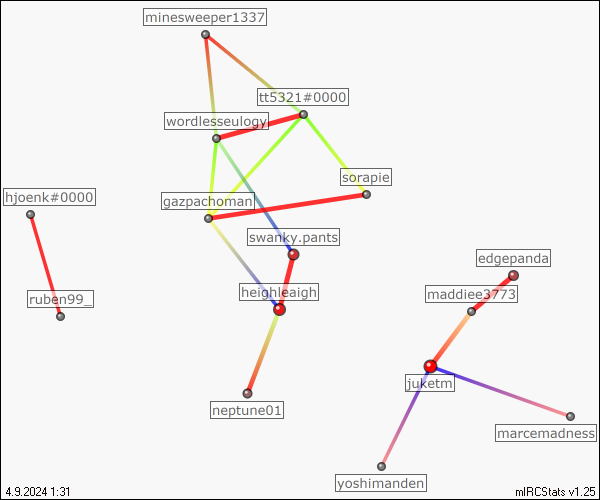 minesweeper1337
tt5321#0000
wordlesseulogy
sorapie
hjoenk#0000
gazpachoman
swanky.pants
edgepanda
heighleaigh
maddiee3773
ruben99_
juketm
neptune01
marcemadness
yoshimanden
4.9.2024 1:31
mIRCStats v1.25